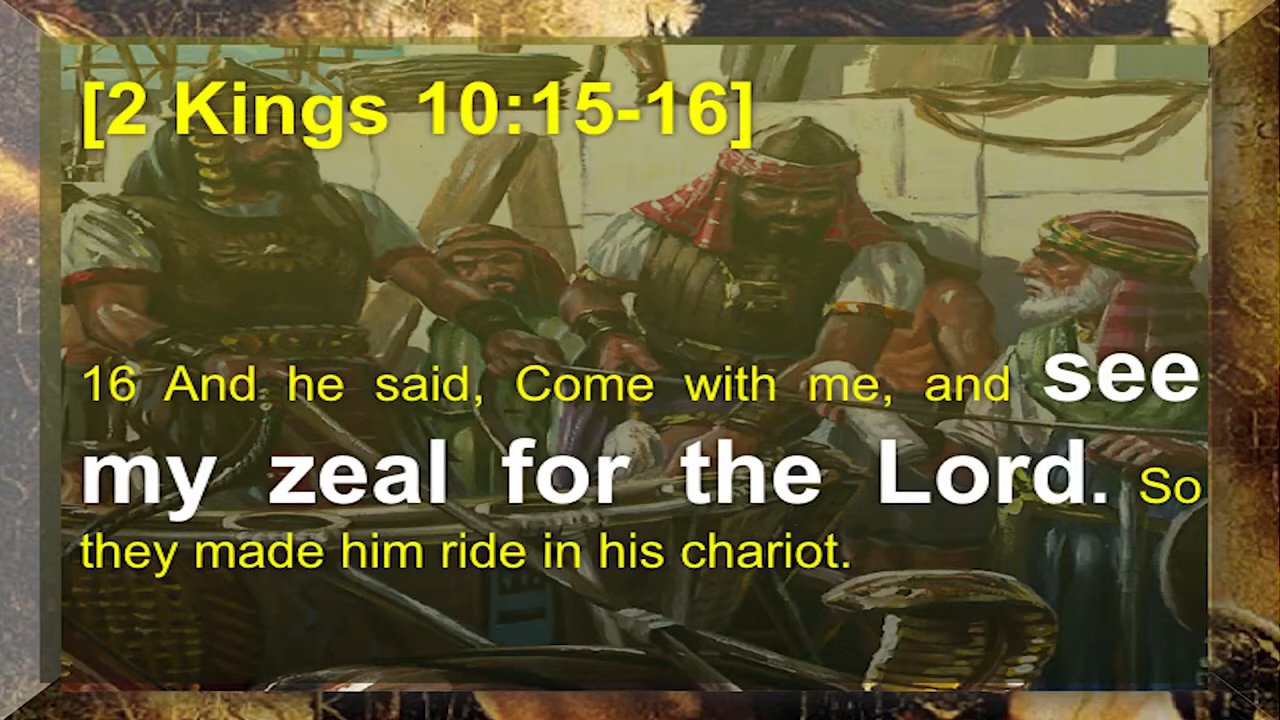 [2 Kings 10:15-16]
16 And he said, Come with me, and see
my zeal for the Lord. So
they made him ride in his chariot.